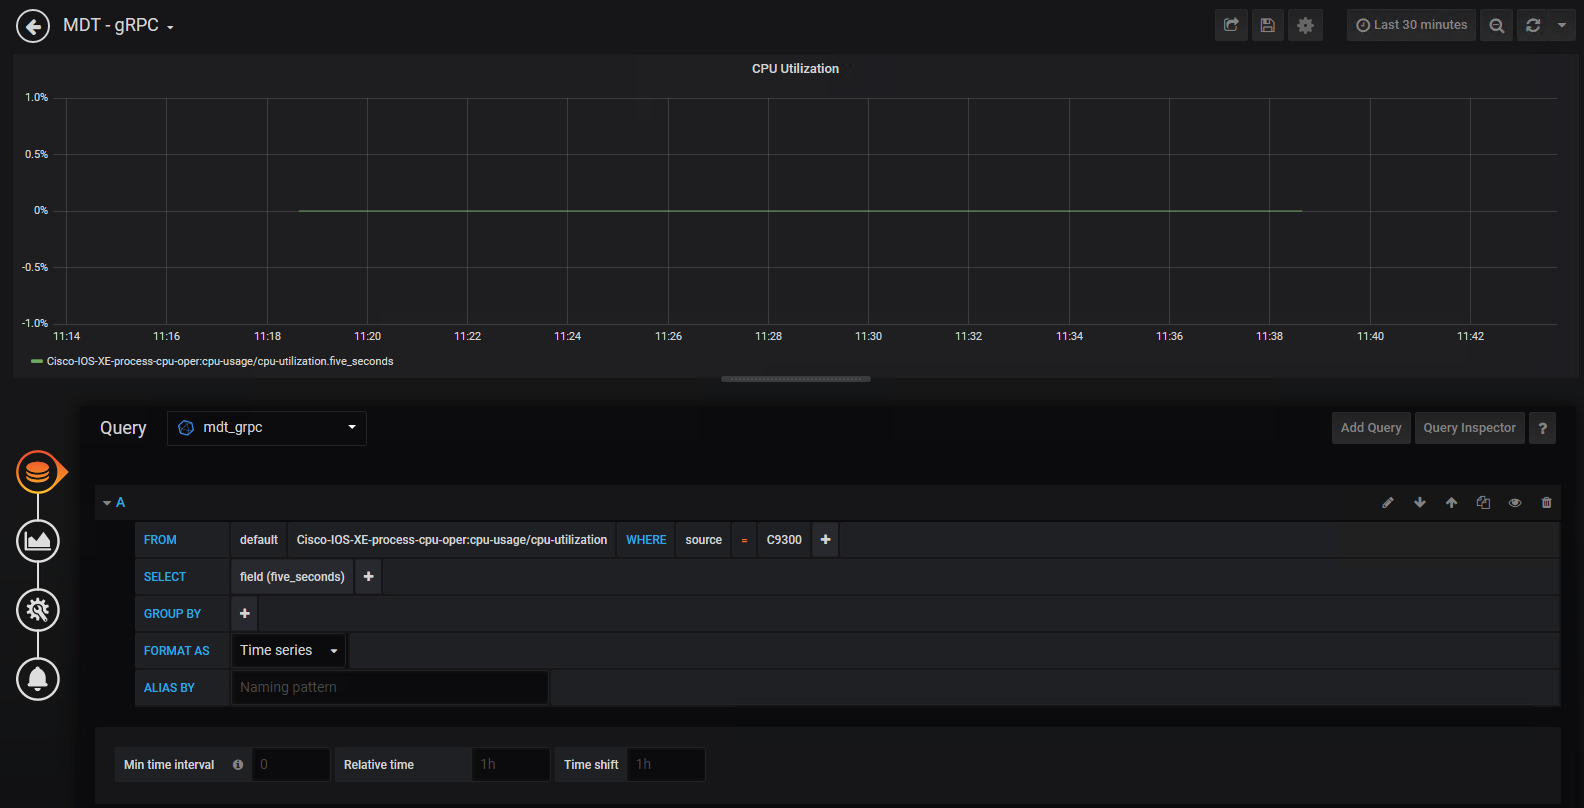 MDT - gRPC
Last 30 minutes
CPU Utilization
1.0%
0.5%
0%
-0.5%
-1.0%
11:14 11:16 11:18 11:20 11:22 11:24 11:26 11:28 11:30 11:32 11:34 11:36 11:38 11:40 11:42
Cisco-IOS-XE-process-cpu-oper:cpu-usage/cpu-utilization.five_seconds
Query mdt_grpc Add Query Query Inspector ?
A
FROM default Cisco-IOS-XE-process-cpu-oper:cpu-usage/cpu-utilization WHERE source = C9300 +
SELECT field (five_seconds) +
GROUP BY +
FORMAT AS Time series
ALIAS BY Naming pattern
Min time interval 0 Relative time 1h Time shift 1h